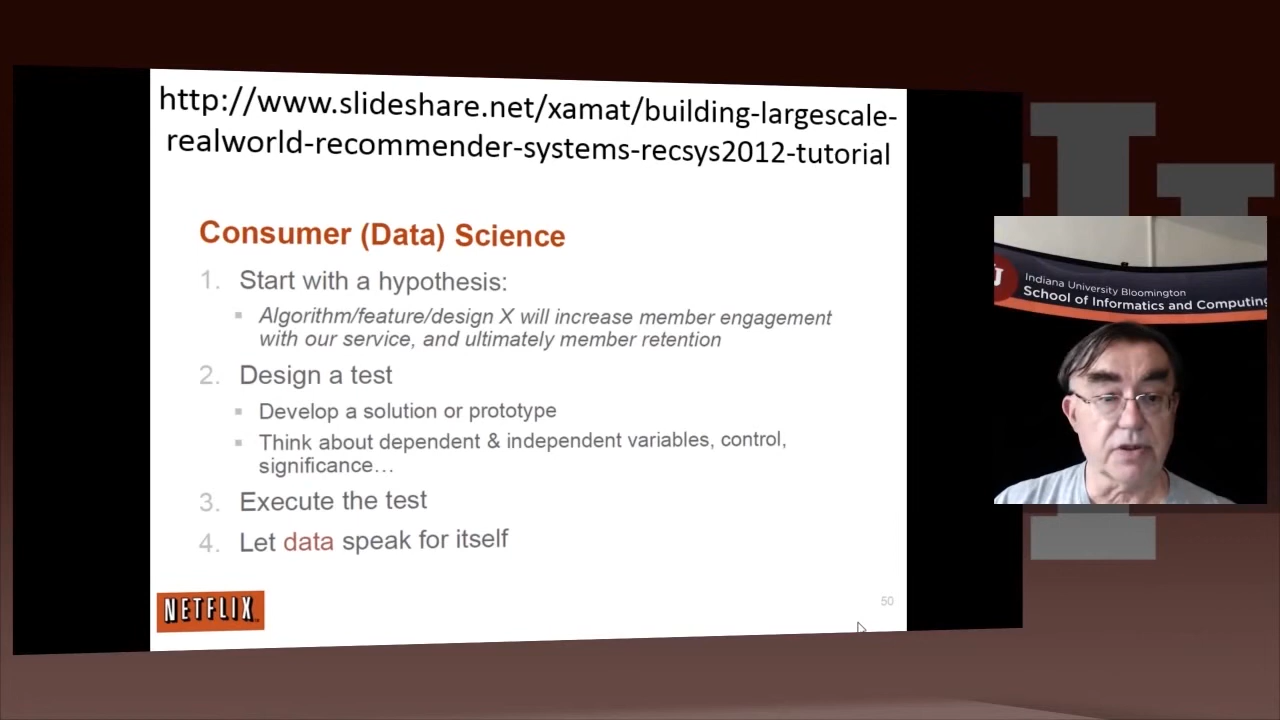 http://www.slideshare.net/xamat/building-largescale-
realworld-recommender-systems-recsys2012-tutorial
Consumer (Data) Science
1. Start with a hypothesis:
▪ Algorithm/feature/design X will increase member engagement
with our service, and ultimately member retention
2. Design a test
▪ Develop a solution or prototype
▪ Think about dependent & independent variables, control,
significance…
3. Execute the test
4. Let data speak for itself
NETFLIX
50
Indiana University Bloomington
School of Informatics and Computing